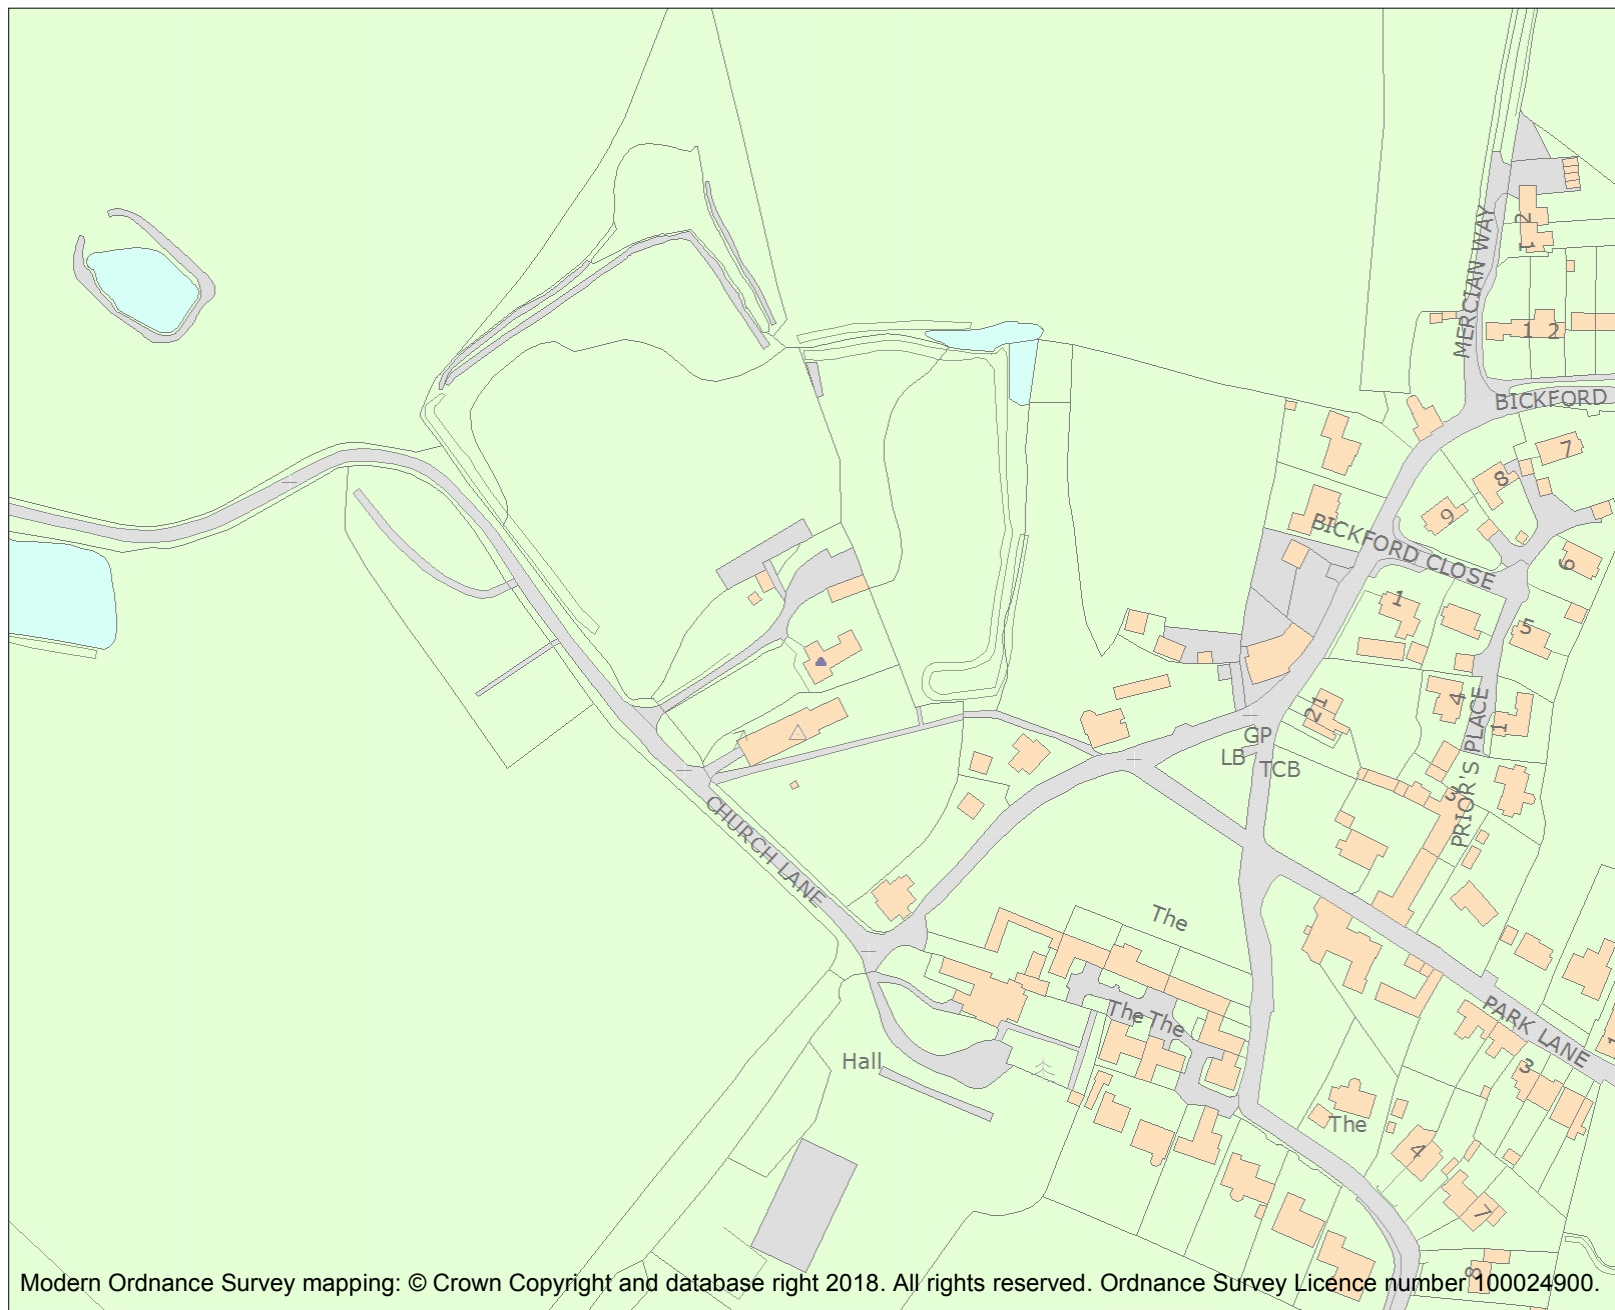 MERCIAN WAY
2
1
1 2
BICKFORD
7
8
9
BICKFORD CLOSE
6
1
5
4
21
PRIOR'S PLACE
1
GP
LB
TCB
3
CHURCH LANE
The
The The
PARK LANE
1
Hall
3
The
4
7
8
Modern Ordnance Survey mapping: © Crown Copyright and database right 2018. All rights reserved. Ordnance Survey Licence number 100024900.